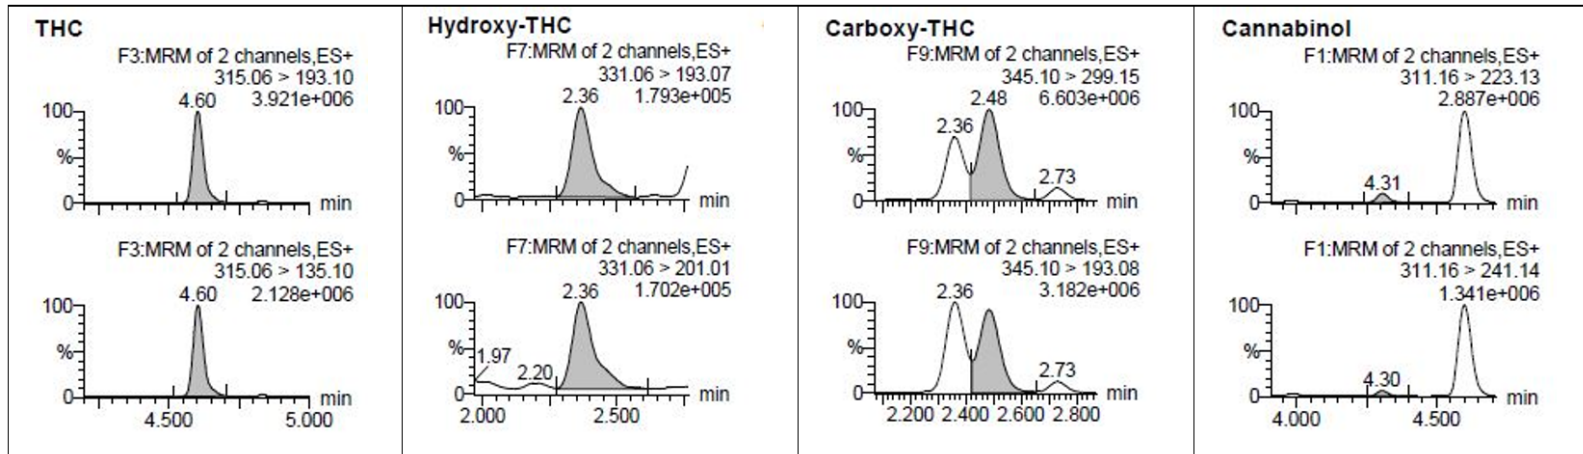 THC
F3:MRM of 2 channels,ES+
315.06 > 193.10
3.921e+006
4.60
100
%
0
min
F3:MRM of 2 channels,ES+
315.06 > 135.10
2.128e+006
4.60
100
%
0
min
4.500 5.000
Hydroxy-THC
F7:MRM of 2 channels,ES+
331.06 > 193.07
1.793e+005
2.36
100
%
0
min
F7:MRM of 2 channels,ES+
331.06 > 201.01
1.702e+005
2.36
100
%
1.97
2.20
0
min
2.000 2.500
Carboxy-THC
F9:MRM of 2 channels,ES+
345.10 > 299.15
6.603e+006
2.48
100
2.36
%
2.73
0
min
F9:MRM of 2 channels,ES+
345.10 > 193.08
3.182e+006
2.36
100
%
2.73
0
min
2.200 2.400 2.600 2.800
Cannabinol
F1:MRM of 2 channels,ES+
311.16 > 223.13
2.887e+006
100
%
4.31
0
min
F1:MRM of 2 channels,ES+
311.16 > 241.14
1.341e+006
100
%
4.30
0
min
4.000 4.500